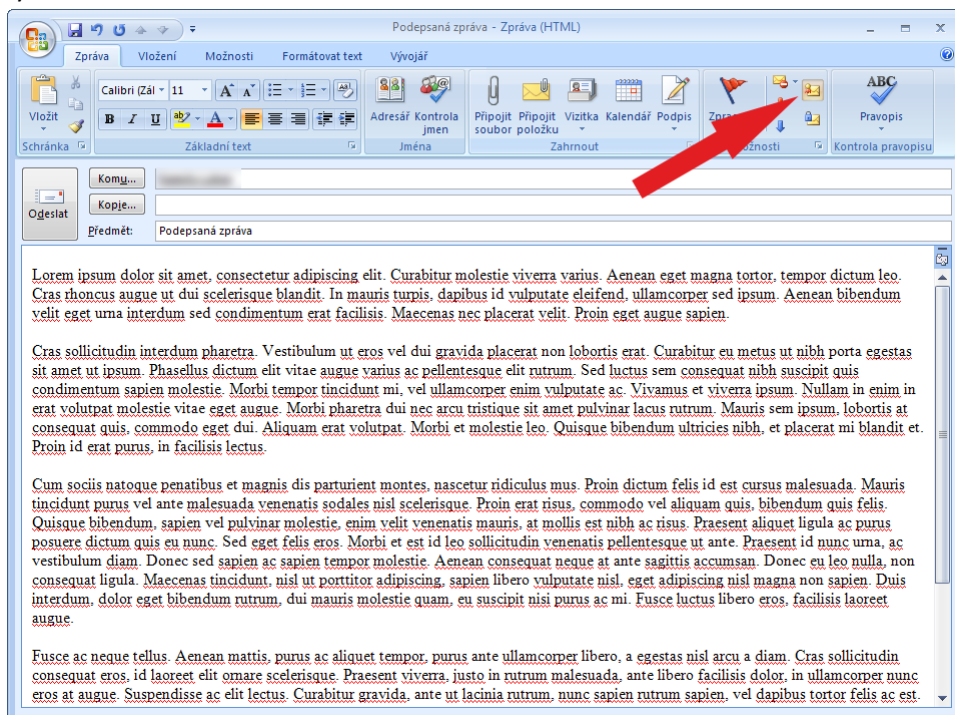 Podepsaná zpráva - Zpráva (HTML)
Zpráva Vložení Možnosti Formátovat text Vývojář
Calibri (Zál 11
ABC
Vložit
B I U ab A
Adresář Kontrola jmen
Připojit soubor Připojit položku Vizitka Kalendář Podpis
Pravopis
Schránka Základní text Jména Zahrnout Kontrola pravopisu
Komu...
Odeslat
Kopie...
Předmět: Podepsaná zpráva
Lorem ipsum dolor sit amet, consectetur adipiscing elit. Curabitur molestie viverra varius. Aenean eget magna tortor, tempor dictum leo.
Cras rhoncus augue ut dui scelerisque blandit. In mauris turpis, dapibus id vulputate eleifend, ullamcorper sed ipsum. Aenean bibendum
velit eget urna interdum sed condimentum erat facilisis. Maecenas nec placerat velit. Proin eget augue sapien.
Cras sollicitudin interdum pharetra. Vestibulum ut eros vel dui gravida placerat non lobortis erat. Curabitur eu metus ut nibh porta egestas
sit amet ut ipsum. Phasellus dictum elit vitae augue varius ac pellentesque elit rutrum. Sed luctus sem consequat nibh suscipit quis
condimentum sapien molestie. Morbi tempor tincidunt mi, vel ullamcorper enim vulputate ac. Vivamus et viverra ipsum. Nullam in enim in
erat volutpat molestie vitae eget augue. Morbi pharetra dui nec arcu tristique sit amet pulvinar lacus rutrum. Mauris sem ipsum, lobortis at
consequat quis, commodo eget dui. Aliquam erat volutpat. Morbi et molestie leo. Quisque bibendum ultricies nibh, et placerat mi blandit et.
Proin id erat purus, in facilisis lectus.
Cum sociis natoque penatibus et magnis dis parturient montes, nascetur ridiculus mus. Proin dictum felis id est cursus malesuada. Mauris
tincidunt purus vel ante malesuada venenatis sodales nisl scelerisque. Proin erat risus, commodo vel aliquam quis, bibendum quis felis.
Quisque bibendum, sapien vel pulvinar molestie, enim velit venenatis mauris, at mollis est nibh ac risus. Praesent aliquet ligula ac purus
posuere dictum quis eu nunc. Sed eget felis eros. Morbi et est id leo sollicitudin venenatis pellentesque ut ante. Praesent id nunc urna, ac
vestibulum diam. Donec sed sapien ac sapien tempor molestie. Aenean consequat neque at ante sagittis accumsan. Donec eu leo nulla, non
consequat ligula. Maecenas tincidunt, nisl ut porttitor adipiscing, sapien libero vulputate nisl, eget adipiscing nisl magna non sapien. Duis
interdum, dolor eget bibendum rutrum, dui mauris molestie quam, eu suscipit nisi purus ac mi. Fusce luctus libero eros, facilisis laoreet
augue.
Fusce ac neque tellus. Aenean mattis, purus ac aliquet tempor, purus ante ullamcorper libero, a egestas nisl arcu a diam. Cras sollicitudin
consequat eros, id laoreet elit ornare scelerisque. Praesent viverra, justo in rutrum malesuada, ante libero facilisis dolor, in ullamcorper nunc
eros at augue. Suspendisse ac elit lectus. Curabitur gravida, ante ut lacinia rutrum, nunc sapien rutrum sapien, vel dapibus tortor felis ac est.